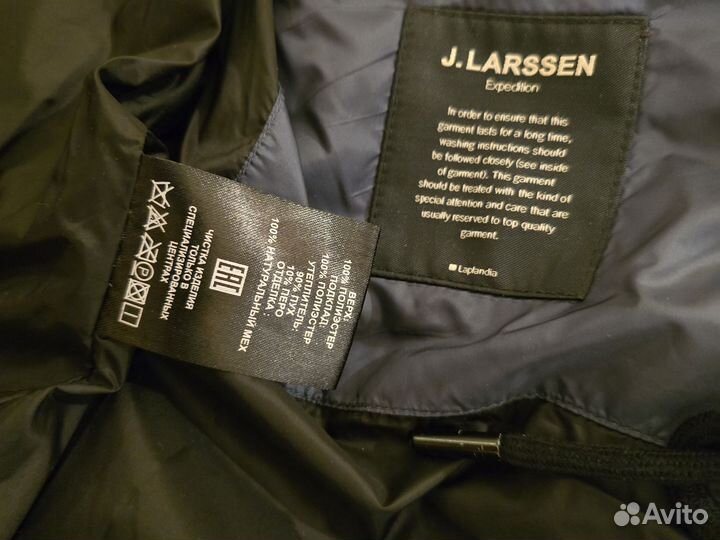 J.LARSSEN
Expedition
In order to ensure that this
garment lasts for a long time,
washing instructions should
be followed closely (see inside
of garment). This garment
should be treated with the kind of
special attention and care that are
usually reserved to top quality
garment.
Laplandia
ВЕРХ:
100% ПОЛИЭСТЕР
ПОДКЛАД:
100% ПОЛИЭСТЕР
УТЕПЛИТЕЛЬ:
90% ПУХ
10% ПЕРО
ОТДЕЛКА:
100% НАТУРАЛЬНЫЙ МЕХ
EAC
ЧИСТКА ИЗДЕЛИЯ
ТОЛЬКО В
СПЕЦИАЛИЗИРОВАННЫХ
ЦЕНТРАХ
P
Avito